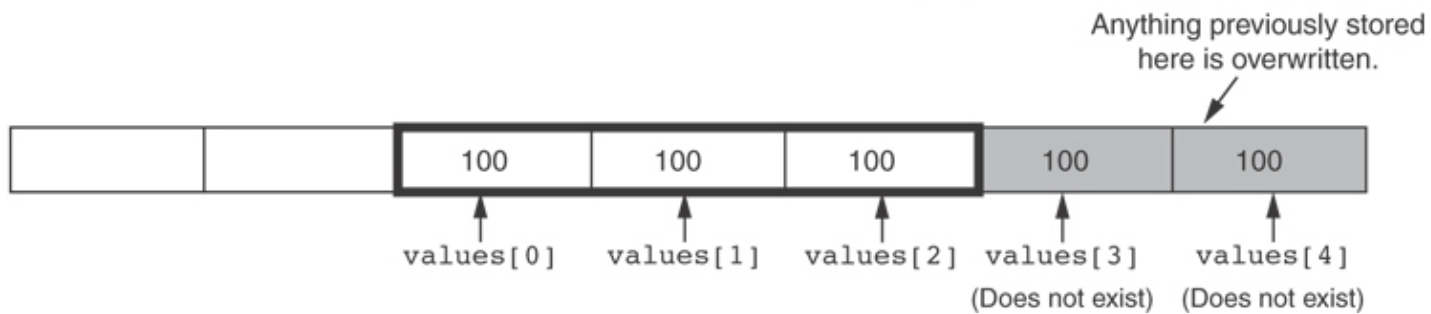 Anything previously stored
here is overwritten.
100 100 100 100 100
values[0] values[1] values[2] values[3] values[4]
(Does not exist) (Does not exist)